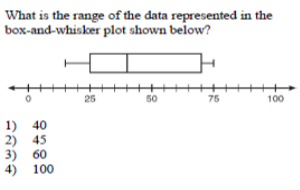 What is the range of the data represented in the
box-and-whisker plot shown below?
0 25 50 75 100
1) 40
2) 45
3) 60
4) 100